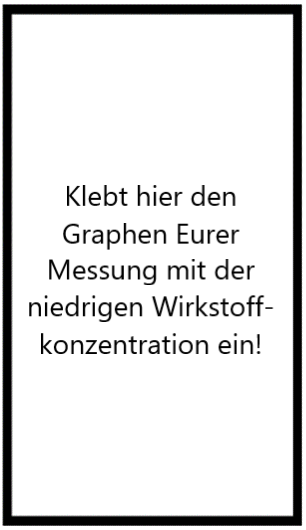 Klebt hier den
Graphen Eurer
Messung mit der
niedrigen Wirkstoff-
konzentration ein!